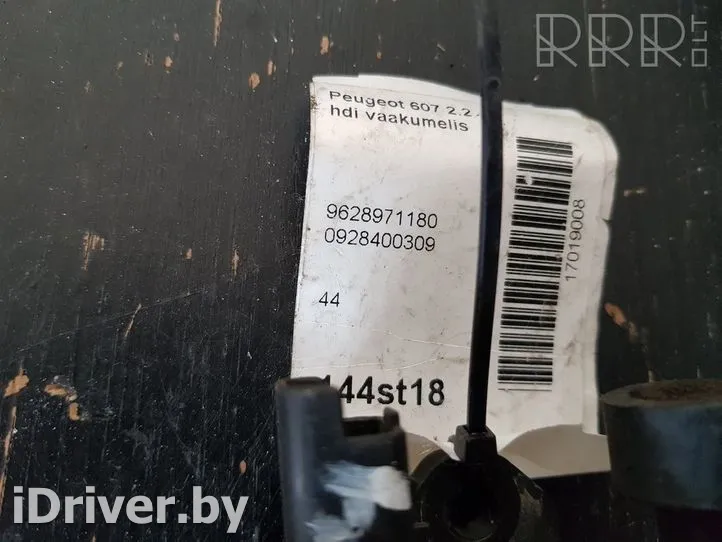 RRR.LT
Peugeot 607 2.2
hdi vaakumelis
9628971180
0928400309
44
144st18
17019008
iDriver.by